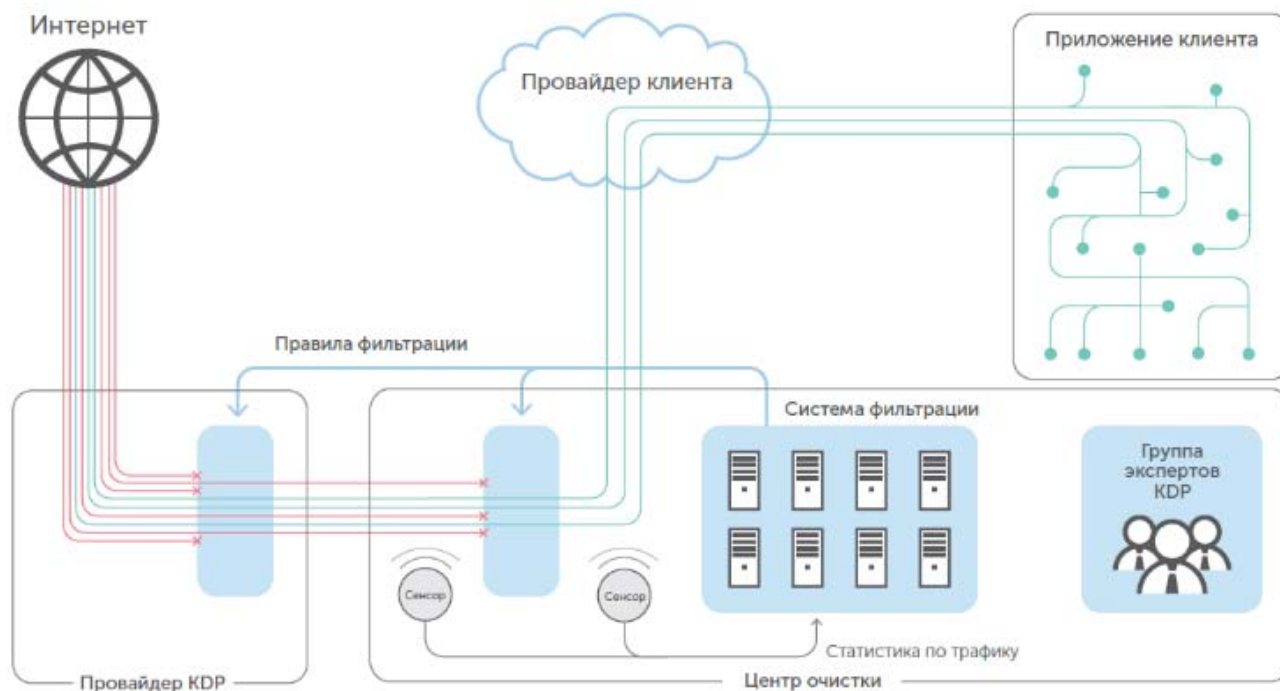 Интернет
Провайдер клиента
Приложение клиента
Правила фильтрации
Система фильтрации
Группа
экспертов
KDP
Сенсор
Сенсор
Статистика по трафику
Провайдер KDP
Центр очистки